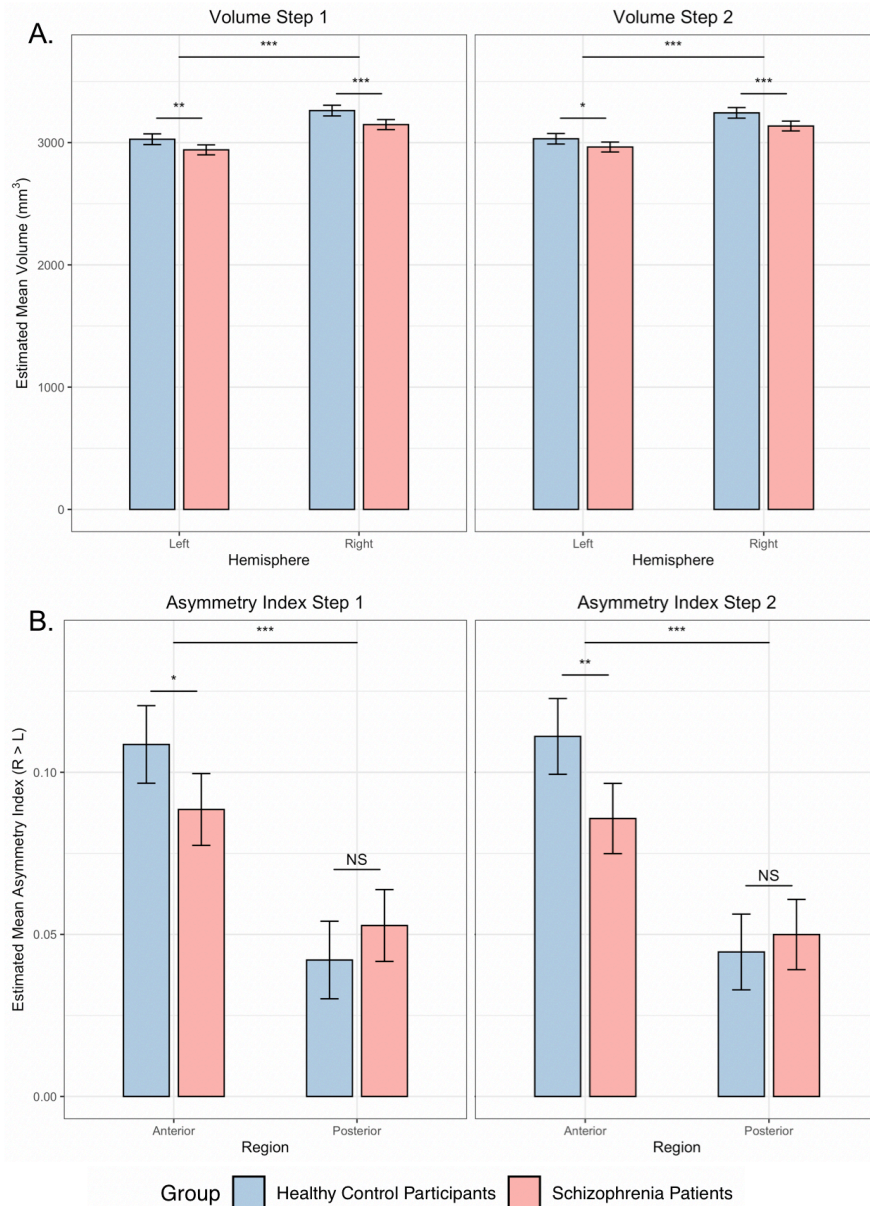 A.
Volume Step 1
Volume Step 2
***
***
**
***
*
***
Estimated Mean Volume (mm³)
3000
2000
1000
0
Left
Right
Left
Right
Hemisphere
Hemisphere
B.
Asymmetry Index Step 1
Asymmetry Index Step 2
***
***
*
NS
**
NS
Estimated Mean Asymmetry Index (R > L)
0.10
0.05
0.00
Anterior
Posterior
Anterior
Posterior
Region
Region
Group
Healthy Control Participants
Schizophrenia Patients